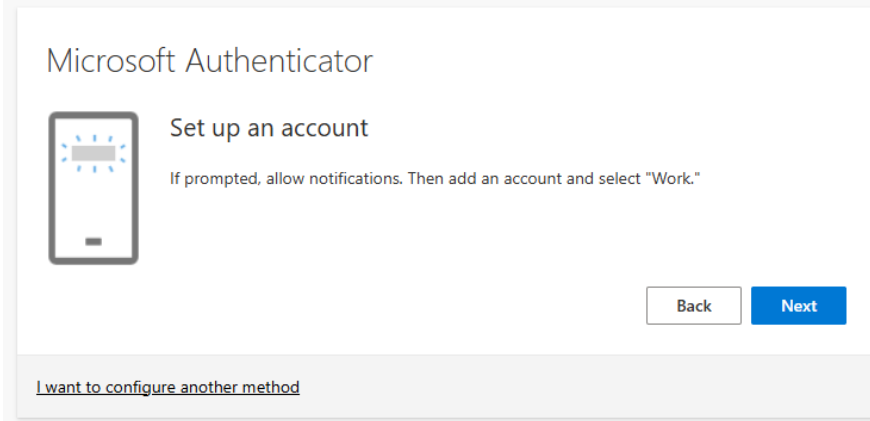 Microsoft Authenticator
Set up an account
If prompted, allow notifications. Then add an account and select "Work."
Back
Next
I want to configure another method